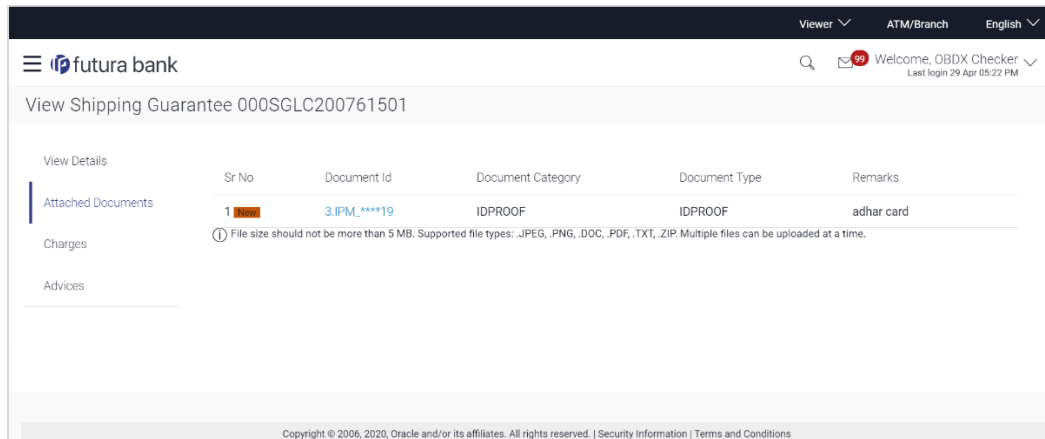 Viewer ATM/Branch English
futura bank 99 Welcome, OBDX Checker
Last login 29 Apr 05:22 PM
View Shipping Guarantee 000SGLC200761501
View Details
Attached Documents
Charges
Advices
Sr No Document Id Document Category Document Type Remarks
1 New 3.IPM_****19 IDPROOF IDPROOF adhar card
File size should not be more than 5 MB. Supported file types: .JPEG, .PNG, .DOC, .PDF, .TXT, .ZIP. Multiple files can be uploaded at a time.
Copyright © 2006, 2020, Oracle and/or its affiliates. All rights reserved. | Security Information | Terms and Conditions